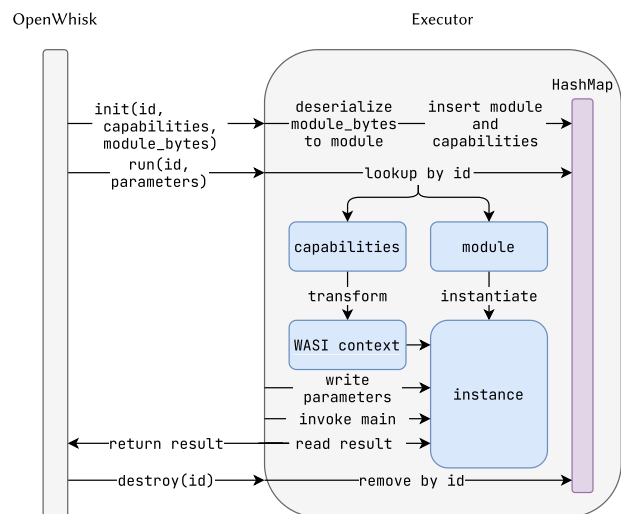 OpenWhisk
Executor
HashMap
init(id,
capabilities,
module_bytes)
deserialize
module_bytes
to module
insert module
and
capabilities
run(id,
parameters)
lookup by id
capabilities
module
transform
instantiate
WASI context
instance
write
parameters
invoke main
return result
read result
destroy(id)
remove by id